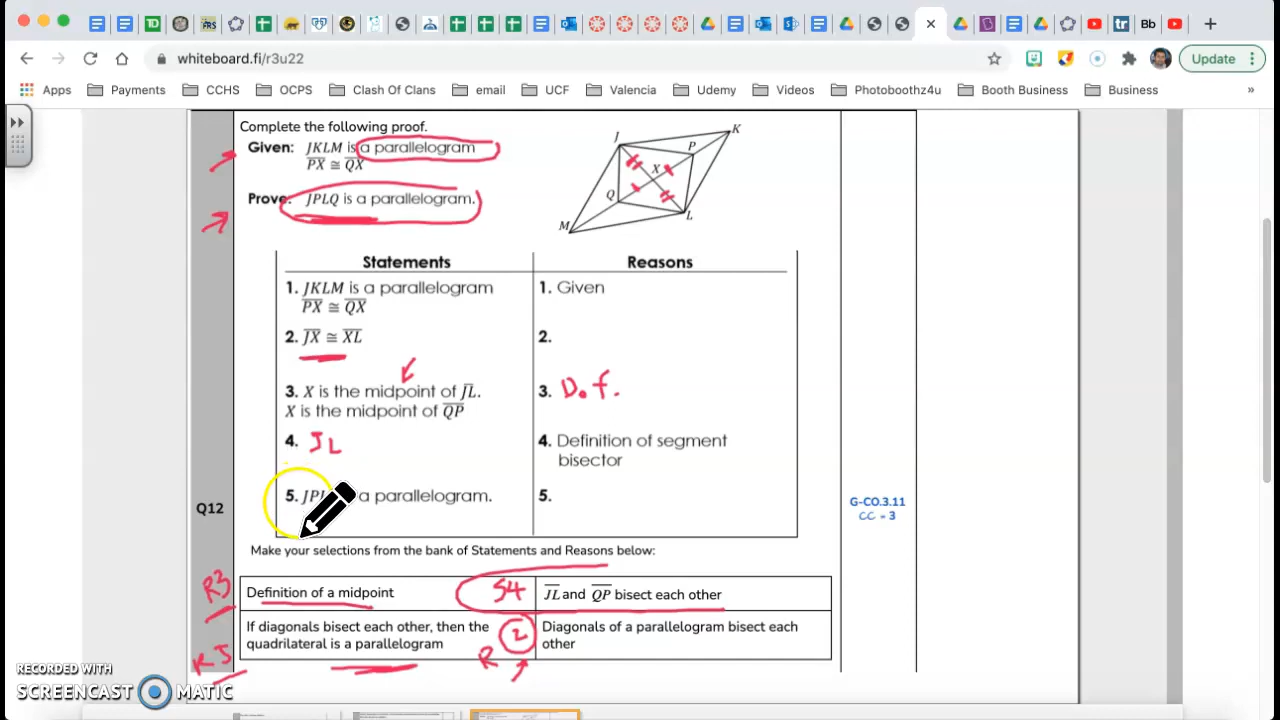 whiteboard.fi/r3u22
Update
Apps
Payments
CCHS
OCPS
Clash Of Clans
email
UCF
Valencia
Udemy
Videos
Photoboothz4u
Booth Business
Business
»
Complete the following proof.
Given: JKLM is a parallelogram
PX ≅ QX
Prove: JPLQ is a parallelogram.
J
K
P
X
Q
L
M
Statements
Reasons
1. JKLM is a parallelogram
PX ≅ QX
1. Given
2. JX ≅ XL
2.
3. X is the midpoint of JL.
X is the midpoint of QP
3. D.f.
4. JL
4. Definition of segment
bisector
5. JPL a parallelogram.
5.
Q12
G-CO.3.11
CC = 3
Make your selections from the bank of Statements and Reasons below:
R3
Definition of a midpoint
S4
JL and QP bisect each other
R5
If diagonals bisect each other, then the
quadrilateral is a parallelogram
R 2
Diagonals of a parallelogram bisect each
other
RECORDED WITH
SCREENCAST MATIC